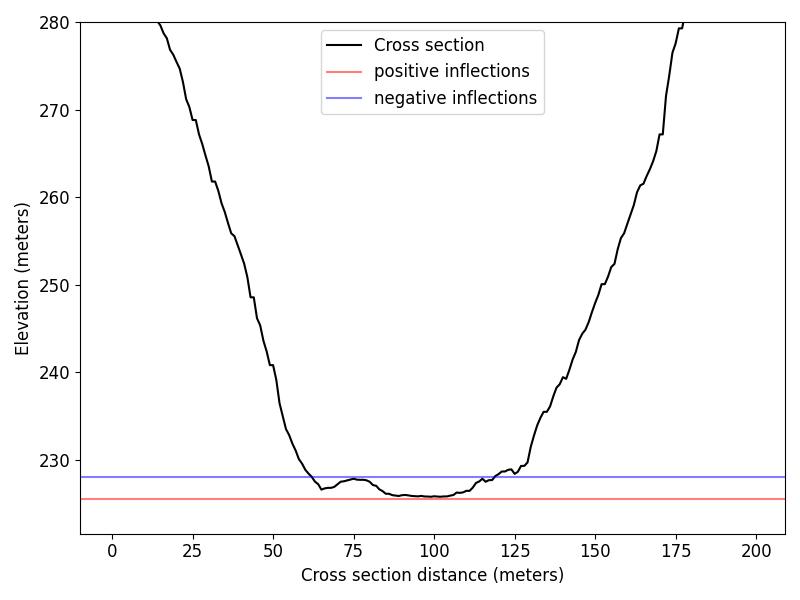 280
270
260
250
240
230
Elevation (meters)
Cross section
positive inflections
negative inflections
0 25 50 75 100 125 150 175 200
Cross section distance (meters)